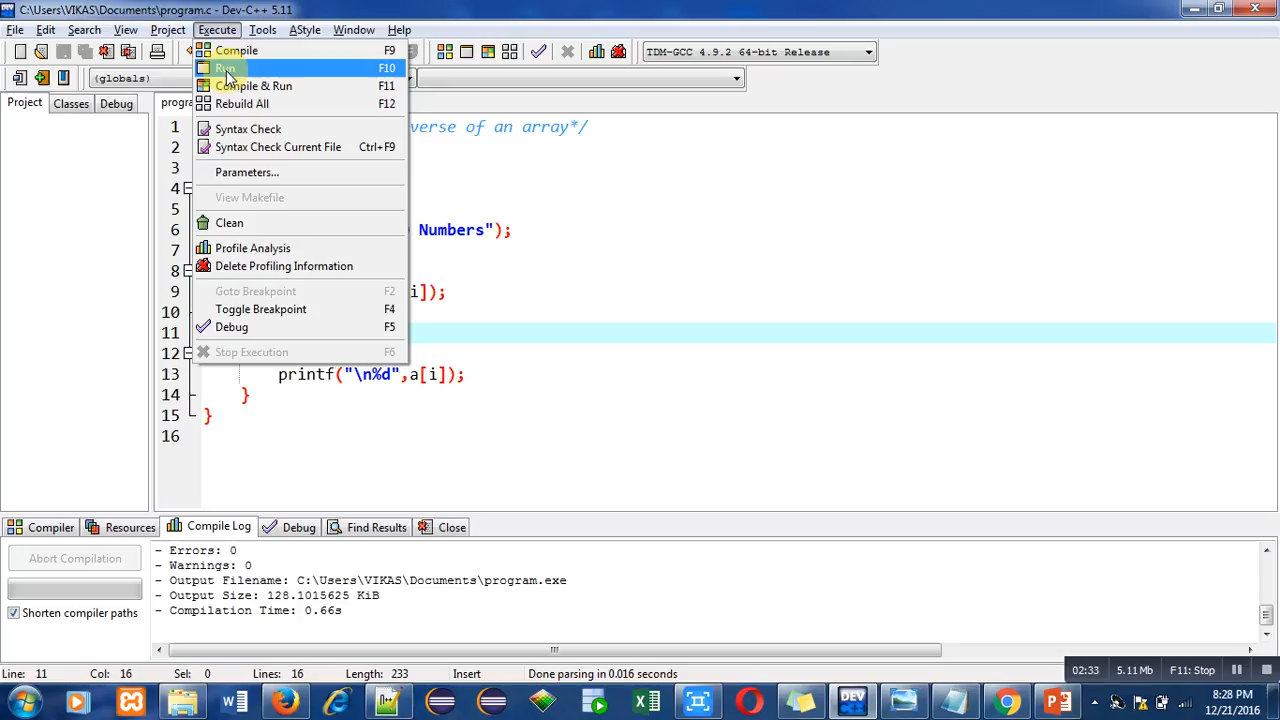 C:\Users\VIKAS\Documents\program.c - Dev-C++ 5.11
File Edit Search View Project Execute Tools AStyle Window Help
TDM-GCC 4.9.2 64-bit Release
(globals)
Project Classes Debug
Compile F9
Run F10
Compile & Run F11
Rebuild All F12
Syntax Check
Syntax Check Current File Ctrl+F9
Parameters...
View Makefile
Clean
Profile Analysis
Delete Profiling Information
Goto Breakpoint F2
Toggle Breakpoint F4
Debug F5
Stop Execution F6
1 verse of an array*/
2
3
4
5
6 Numbers");
7
8
9 i]);
10
11
12
13 printf("\n%d",a[i]);
14 }
15 }
16
Compiler Resources Compile Log Debug Find Results Close
Abort Compilation
Shorten compiler paths
- Errors: 0
- Warnings: 0
- Output Filename: C:\Users\VIKAS\Documents\program.exe
- Output Size: 128.1015625 KiB
- Compilation Time: 0.66s
Line: 11 Col: 16 Sel: 0 Lines: 16 Length: 233 Insert Done parsing in 0.016 seconds
02:33 5.11 Mb F11: Stop
DEV
8:28 PM
12/21/2016